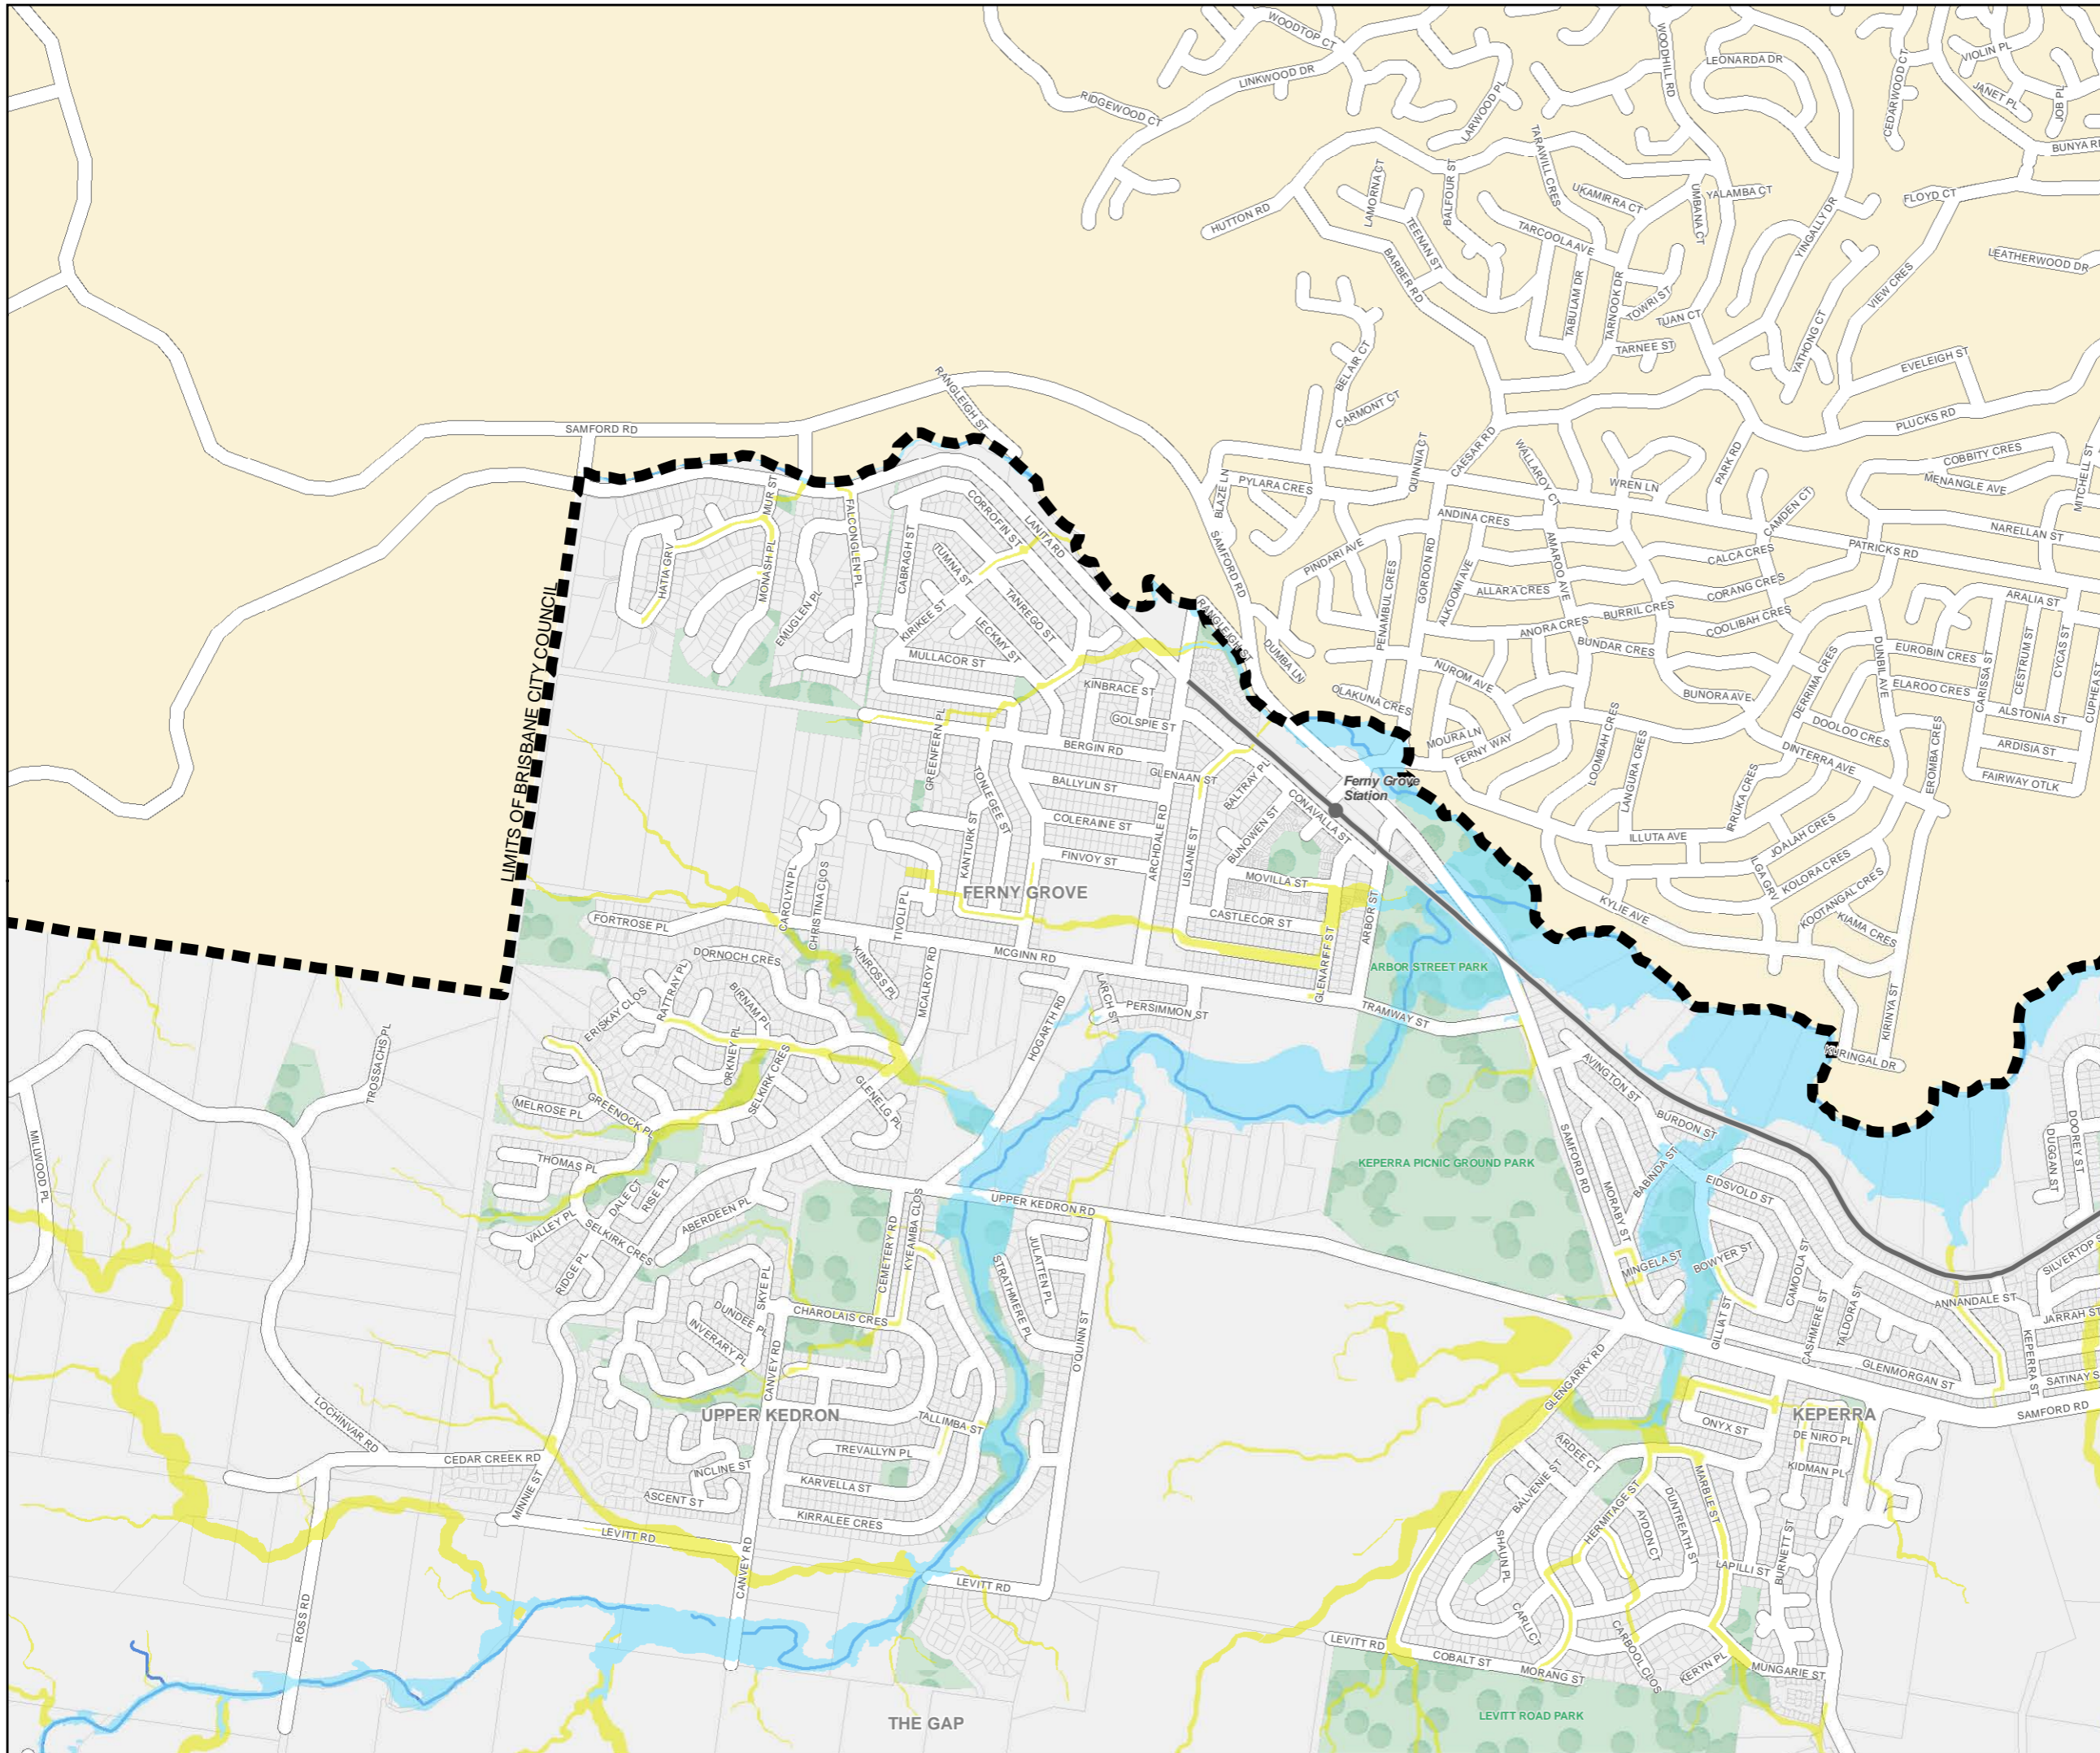 WOODTOP CT
LINKWOOD DR
RIDGEWOOD CT
LARWOOD PL
WOODHILL RD
LEONARDA DR
CEDARWOOD CT
VIOLIN PL
JANET PL
JOB PL
HUTTON RD
LAMORNA CT
BALFOUR ST
TEENAN ST
BARBER RD
TARAWILL CRES
UKAMIRRA CT
UMBANA CT
YALAMBA CT
TARCOOLA AVE
TABULAM DR
TARNOOK DR
TOWRI ST
TUAN CT
TARNEE ST
YINGALLY DR
FLOYD CT
VIEW CRES
LEATHERWOOD DR
YATHONG CT
EVELEIGH ST
PLUCKS RD
BEL AIR CT
CARMONT CT
SAMFORD RD
RANGLEIGH ST
QUINNIA CT
CAESAR RD
WALLAROY CT
WREN LN
PARK RD
COBBITY CRES
MENANGLE AVE
MITCHELL ST
BLAZE LN
PYLARA CRES
CAMDEN CT
NARELLAN ST
PATRICKS RD
MUR ST
FALCONGLEN PL
CABRAGH ST
CORROFIN ST
LANITA RD
TUMNA ST
HATIA GRV
MONASH PL
EMUGLEN PL
KIRIKEE ST
LECKMY ST
TANREGO ST
MULLACOR ST
SAMFORD RD
PINDARI AVE
PENAMBUL CRES
GORDON RD
ANDINA CRES
ALKOOMI AVE
ALLARA CRES
AMAROO AVE
ANORA CRES
BURRIL CRES
BUNDAR CRES
CALCA CRES
CORANG CRES
COOLIBAH CRES
ARALIA ST
DUNBIL AVE
EUROBIN CRES
ELAROO CRES
CARISSA ST
CESTRUM ST
CYCAS ST
CUPHEA ST
ALSTONIA ST
ARDISIA ST
FAIRWAY OTLK
RANGLEIGH ST
DUMBA LN
OLAKUNA CRES
NUROM AVE
MOURA LN
FERNY WAY
BUNORA AVE
DERRIMA CRES
DOOLOO CRES
DINTERRA AVE
EROMBA CRES
LOOMBAH CRES
LANGURA CRES
IRRUKA CRES
ILLUTA AVE
JOALAH CRES
ILGA GRV
KOLORA CRES
KOOTANGAL CRES
KIAMA CRES
KYLIE AVE
KIRINYA ST
KURINGAL DR
LIMITS OF BRISBANE CITY COUNCIL
KINBRACE ST
GOLSPIE ST
GREENFERN PL
BERGIN RD
TONLEGEE ST
BALLYLIN ST
GLENAAN ST
COLERAINE ST
FINVOY ST
KANTURK ST
ARCHDALE RD
LISLANE ST
BALTRAY PL
BUNOWEN ST
CONAVALLA ST
Ferny Grove
Station
MOVILLA ST
CASTLECOR ST
GLENARIFF ST
ARBOR ST
FERNY GROVE
CAROLYN PL
CHRISTINA CLOS
TIVOLI PL
FORTROSE PL
DORNOCH CRES
KINROSS PL
MCALROY RD
MCGINN RD
HOGARTH RD
LARCH ST
PERSIMMON ST
TRAMWAY ST
ARBOR STREET PARK
ERISKAY CLOS
RATTRAY PL
BIRNAM PL
ORKNEY PL
SELKIRK CRES
GLENELG PL
MELROSE PL
GREENOCK PL
THOMAS PL
DALE CT
RISE PL
VALLEY PL
SELKIRK CRES
RIDGE PL
ABERDEEN PL
TROSSACHS PL
MILWOOD PL
LOCHINVAR RD
KEPERRA PICNIC GROUND PARK
UPPER KEDRON RD
CEMETERY RD
KYEAMBA CLOS
STRATHMERE PL
JULATTEN PL
O'QUINN ST
SKYE PL
DUNDEE PL
INVERARY PL
CHAROLAIS CRES
CANVEY RD
UPPER KEDRON
TALLIMBA ST
TREVALLYN PL
KARVELLA ST
KIRRALEE CRES
INCLINE ST
ASCENT ST
CEDAR CREEK RD
MINNIE ST
LEVITT RD
CANVEY RD
LEVITT RD
ROSS RD
THE GAP
AVINGTON ST
BURDON ST
SAMFORD RD
MORABY ST
BABINDA ST
EIDSVOLD ST
MINGELA ST
BOWYER ST
CAMOOLA ST
CASHMERE ST
TALDORA ST
GILLIA ST
ANNANDALE ST
KEPERRA ST
GLENMORGAN ST
DUGGAN ST
DOOREY ST
JARRAH ST
SAMFORD RD
GLENGARRY RD
KEPERRA
ONYX ST
DE NIRO PL
KIDMAN PL
ARDEE CT
BALVENIE ST
HERMITAGE ST
MARBLE ST
DUNTREATH ST
AYDON CT
SHAUN PL
LAPILLI ST
BURNETT ST
CARLI CT
CARBOOL CLOS
KERYN PL
MUNGARIE ST
LEVITT RD
COBALT ST
MORANG ST
LEVITT ROAD PARK